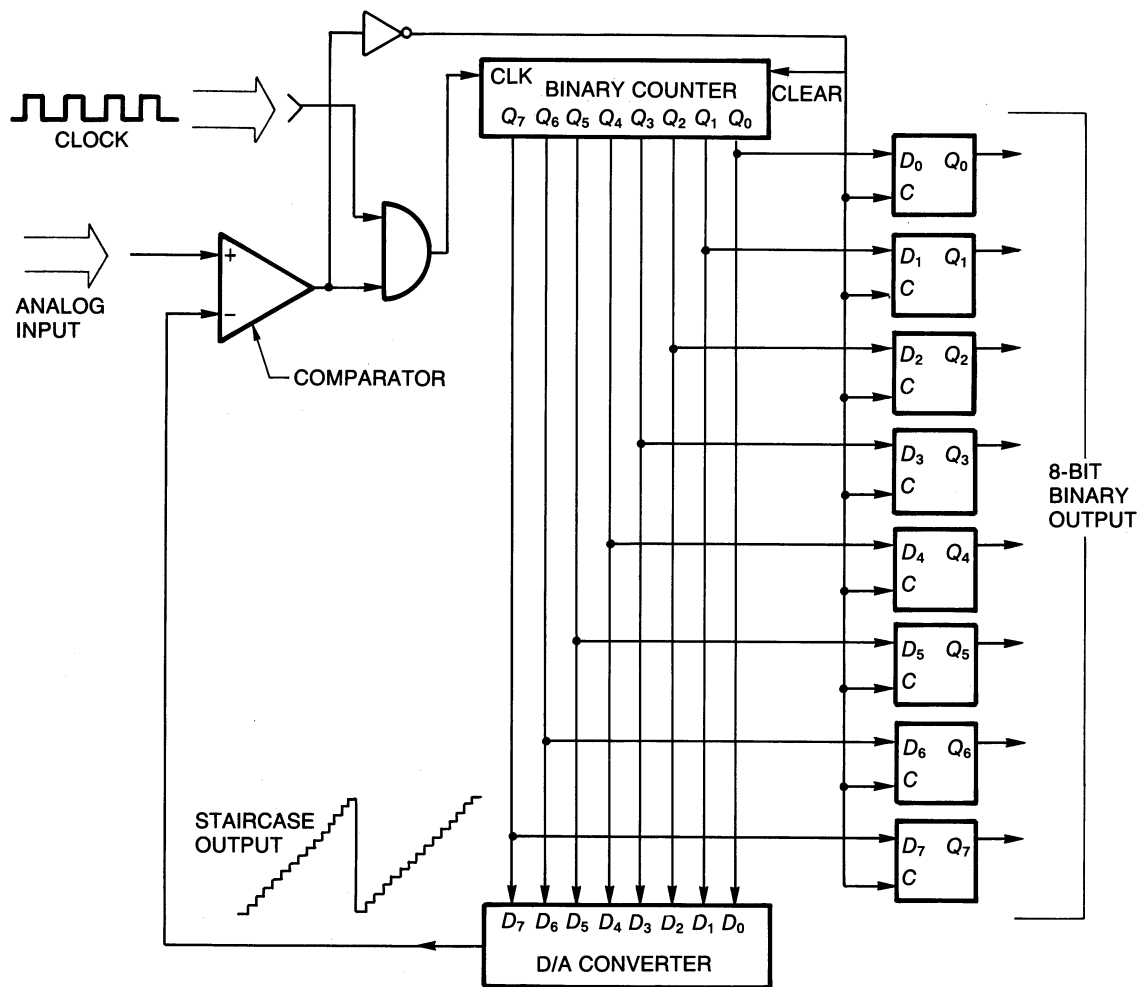 CLK
BINARY COUNTER
Q7 Q6 Q5 Q4 Q3 Q2 Q1 Q0
CLEAR
CLOCK
ANALOG
INPUT
+
−
COMPARATOR
D0 Q0
C
D1 Q1
C
D2 Q2
C
D3 Q3
C
D4 Q4
C
D5 Q5
C
D6 Q6
C
D7 Q7
C
8-BIT
BINARY
OUTPUT
STAIRCASE
OUTPUT
D7 D6 D5 D4 D3 D2 D1 D0
D/A CONVERTER